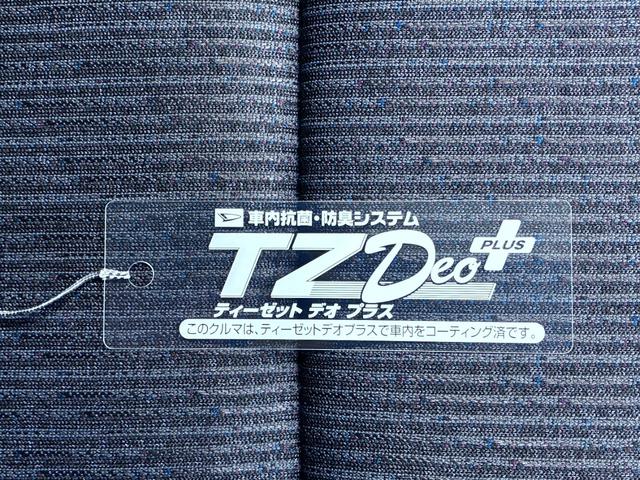 車内抗菌・防臭システム
TZ Deo PLUS
ティーゼット デオ プラス
このクルマは、ティーゼットデオプラスで車内をコーティング済です。